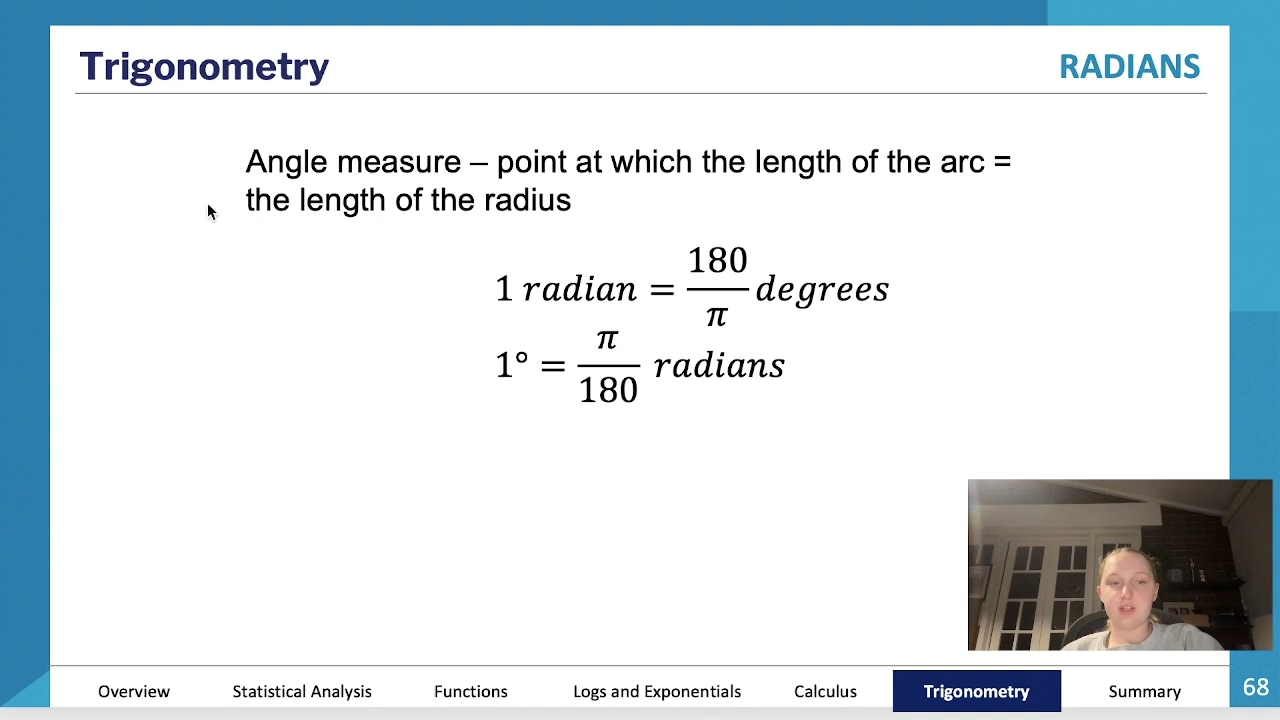 Trigonometry
RADIANS
Angle measure – point at which the length of the arc =
the length of the radius
1 radian = 180/π degrees
1° = π/180 radians
Overview
Statistical Analysis
Functions
Logs and Exponentials
Calculus
Trigonometry
Summary
68